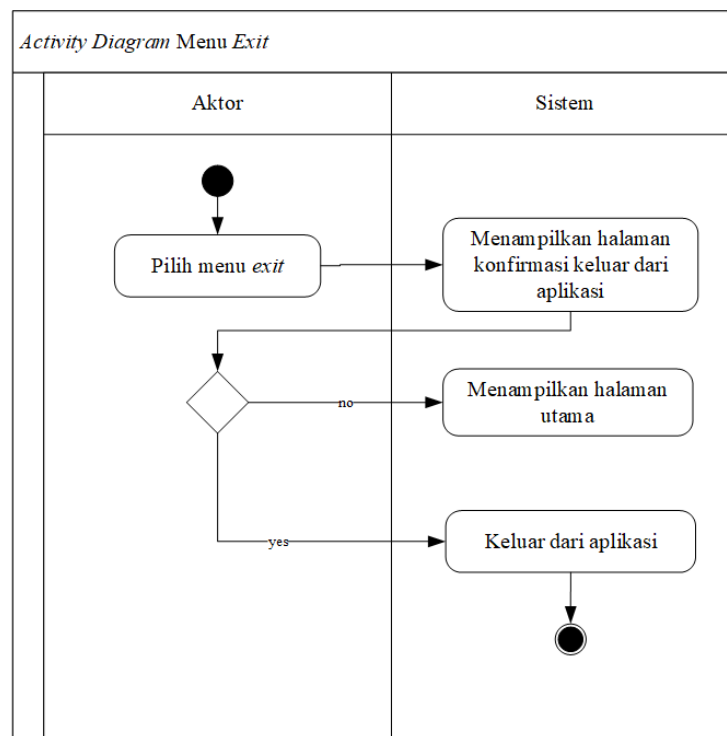 Activity Diagram Menu Exit
Aktor
Sistem
Pilih menu exit
Menampilkan halaman
konfirmasi keluar dari
aplikasi
Menampilkan halaman
utama
no
yes
Keluar dari aplikasi